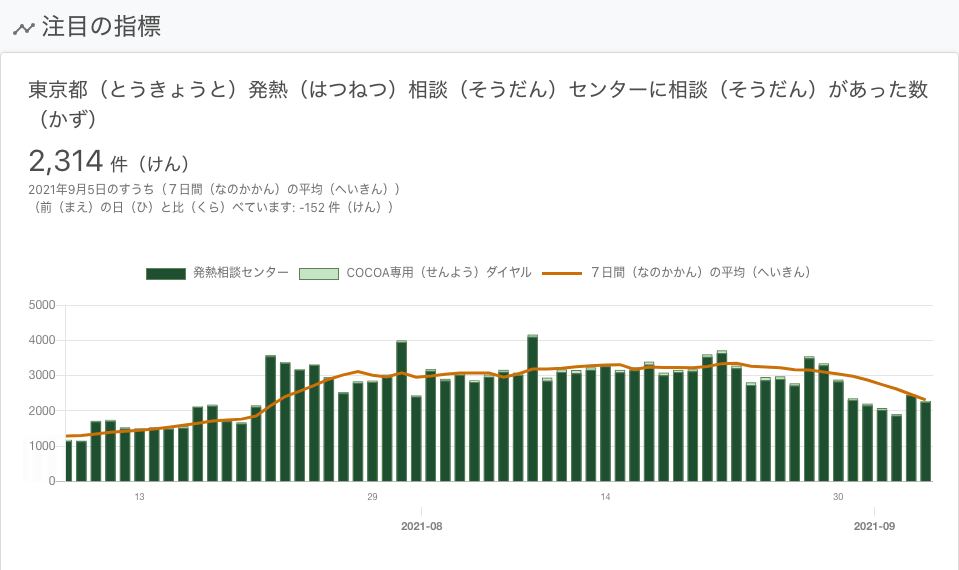 注目の指標
東京都（とうきょうと）発熱（はつねつ）相談（そうだん）センターに相談（そうだん）があった数
（かず）
2,314 件（けん）
2021年9月5日のすうち（７日間（なのかかん）の平均（へいきん））
（前（まえ）の日（ひ）と比（くら）べています: -152 件（けん））
発熱相談センター COCOA専用（せんよう）ダイヤル ７日間（なのかかん）の平均（へいきん）
5000
4000
3000
2000
1000
0
13 29 14 30
2021-08 2021-09